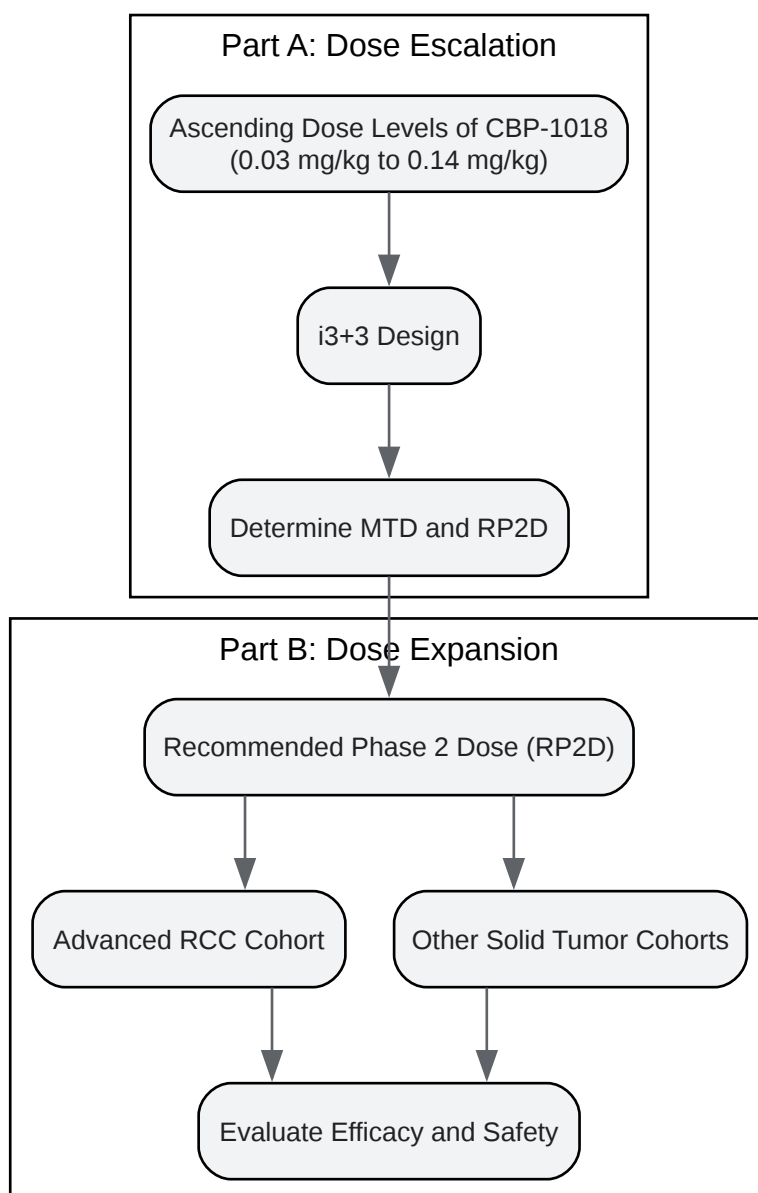 Part A: Dose Escalation
Ascending Dose Levels of CBP-1018
(0.03 mg/kg to 0.14 mg/kg)
i3+3 Design
Determine MTD and RP2D
Part B: Dose Expansion
Recommended Phase 2 Dose (RP2D)
Advanced RCC Cohort
Other Solid Tumor Cohorts
Evaluate Efficacy and Safety